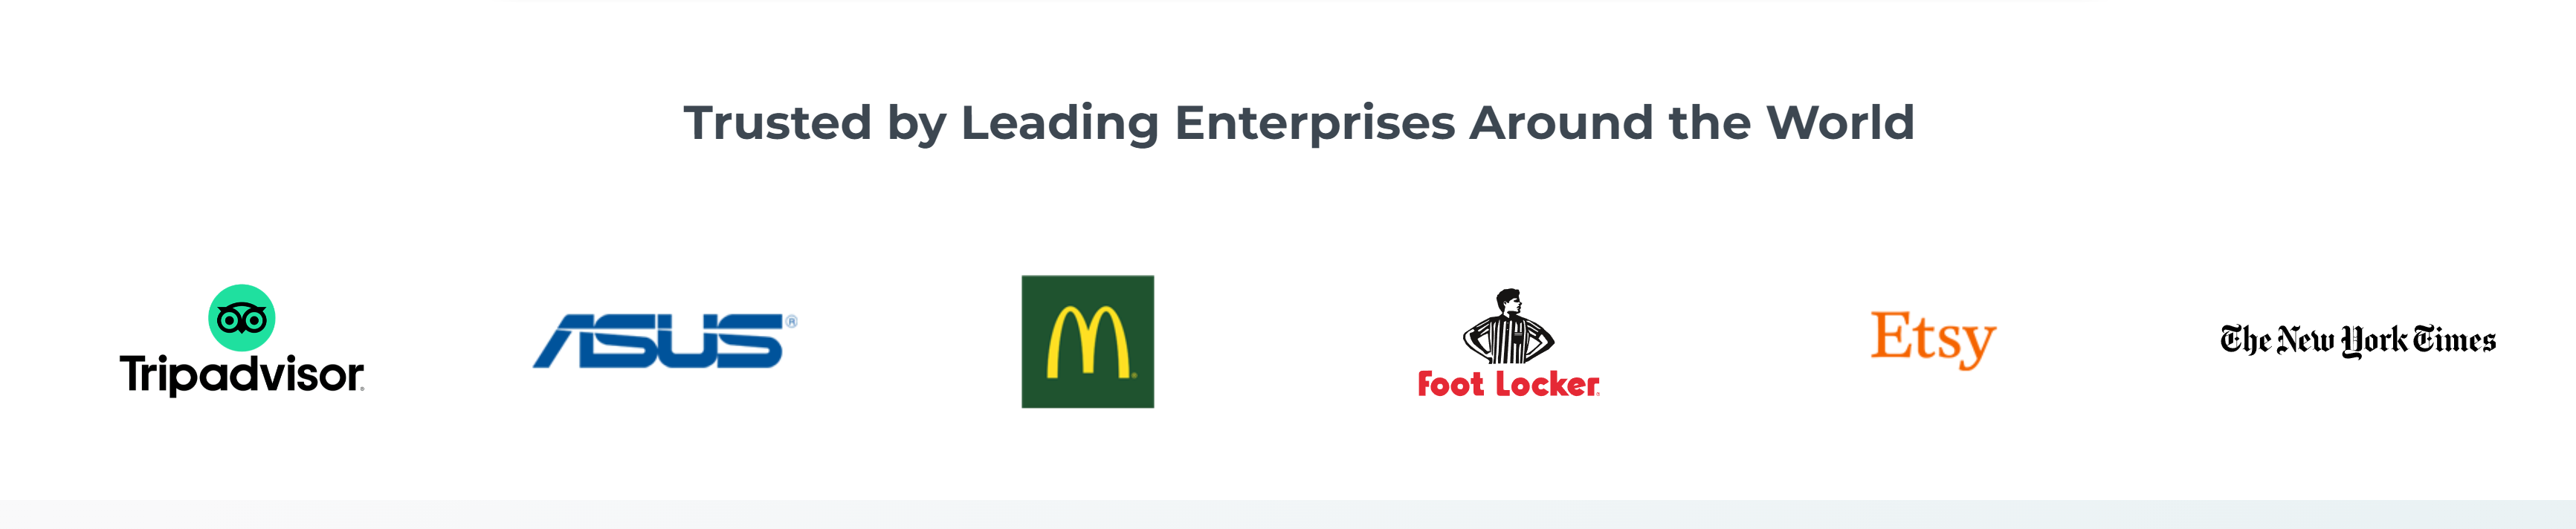 Trusted by Leading Enterprises Around the World
Tripadvisor
ASUS
M
Foot Locker
Etsy
The New York Times